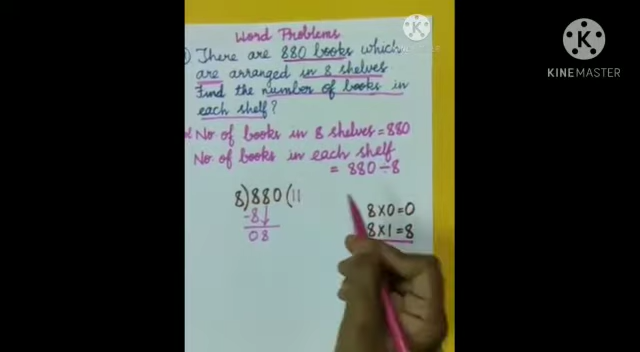 Word Problems
There are 880 books which
are arranged in 8 shelves.
Find the number of books in
each shelf?
No of books in 8 shelves = 880
No. of books in each shelf
= 880 ÷ 8
8)880(11
-8↓
08
8×0=0
8×1=8
KINEMASTER
KINEMASTER